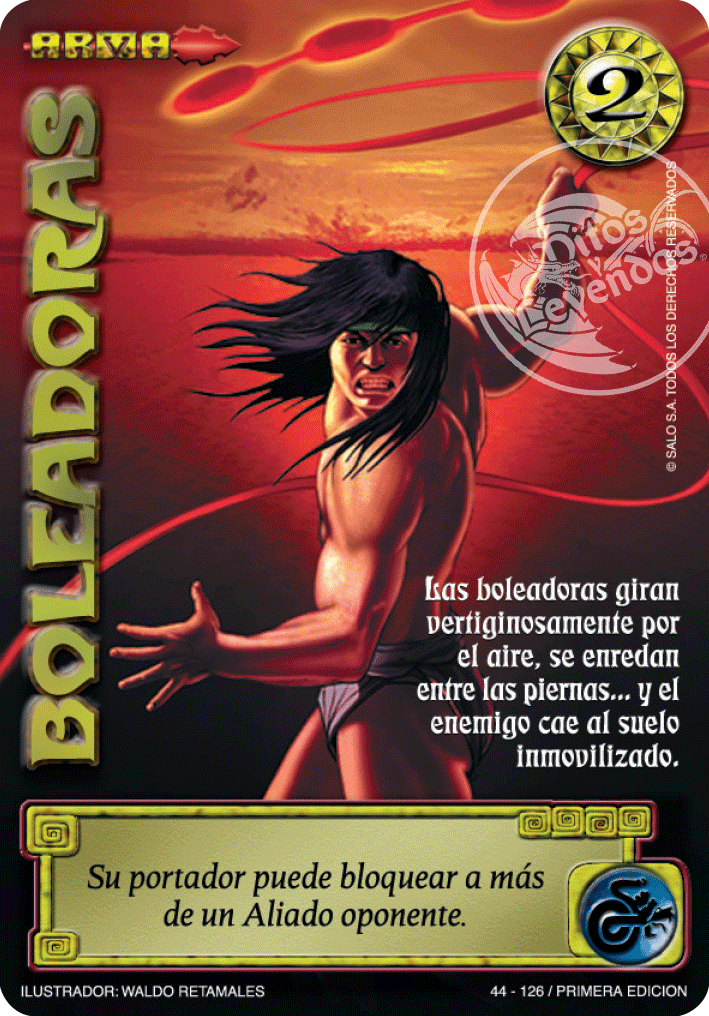 ARMA
2
BOLEADORAS
Mitos
y
Leyendas
© SALO S.A. TODOS LOS DERECHOS RESERVADOS
Las boleadoras giran
vertiginosamente por
el aire, se enredan
entre las piernas... y el
enemigo cae al suelo
inmovilizado.
Su portador puede bloquear a más
de un Aliado oponente.
ILUSTRADOR: WALDO RETAMALES
44 - 126 / PRIMERA EDICION